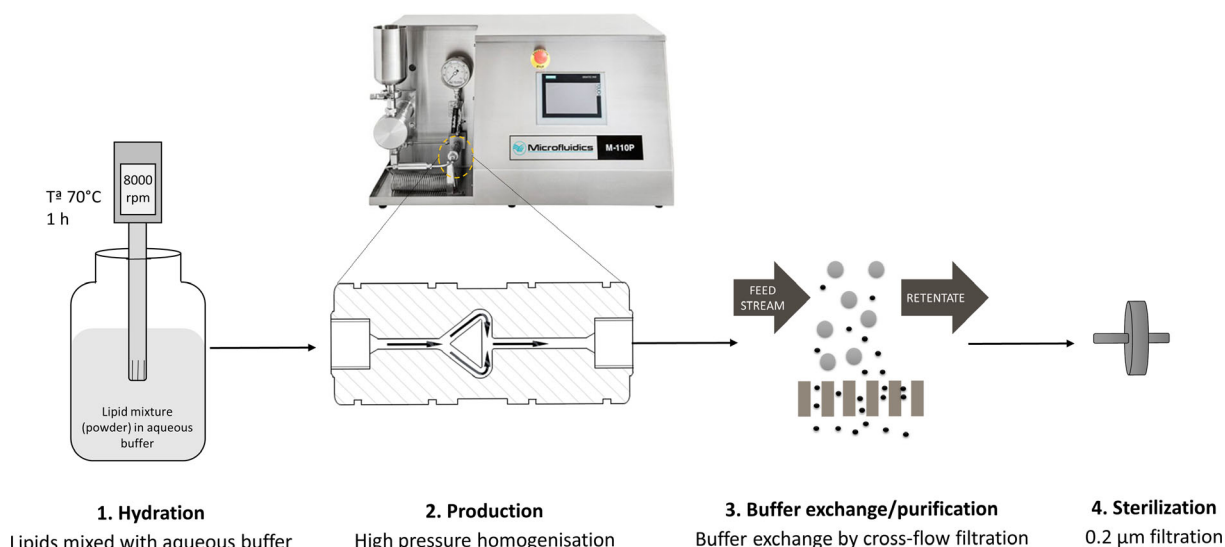 Microfluidics M-110P
8000
rpm
Tª 70°C
1 h
Lipid mixture
(powder) in aqueous
buffer
FEED
STREAM
RETENTATE
1. Hydration
Lipids mixed with aqueous buffer
2. Production
High pressure homogenisation
3. Buffer exchange/purification
Buffer exchange by cross-flow filtration
4. Sterilization
0.2 µm filtration